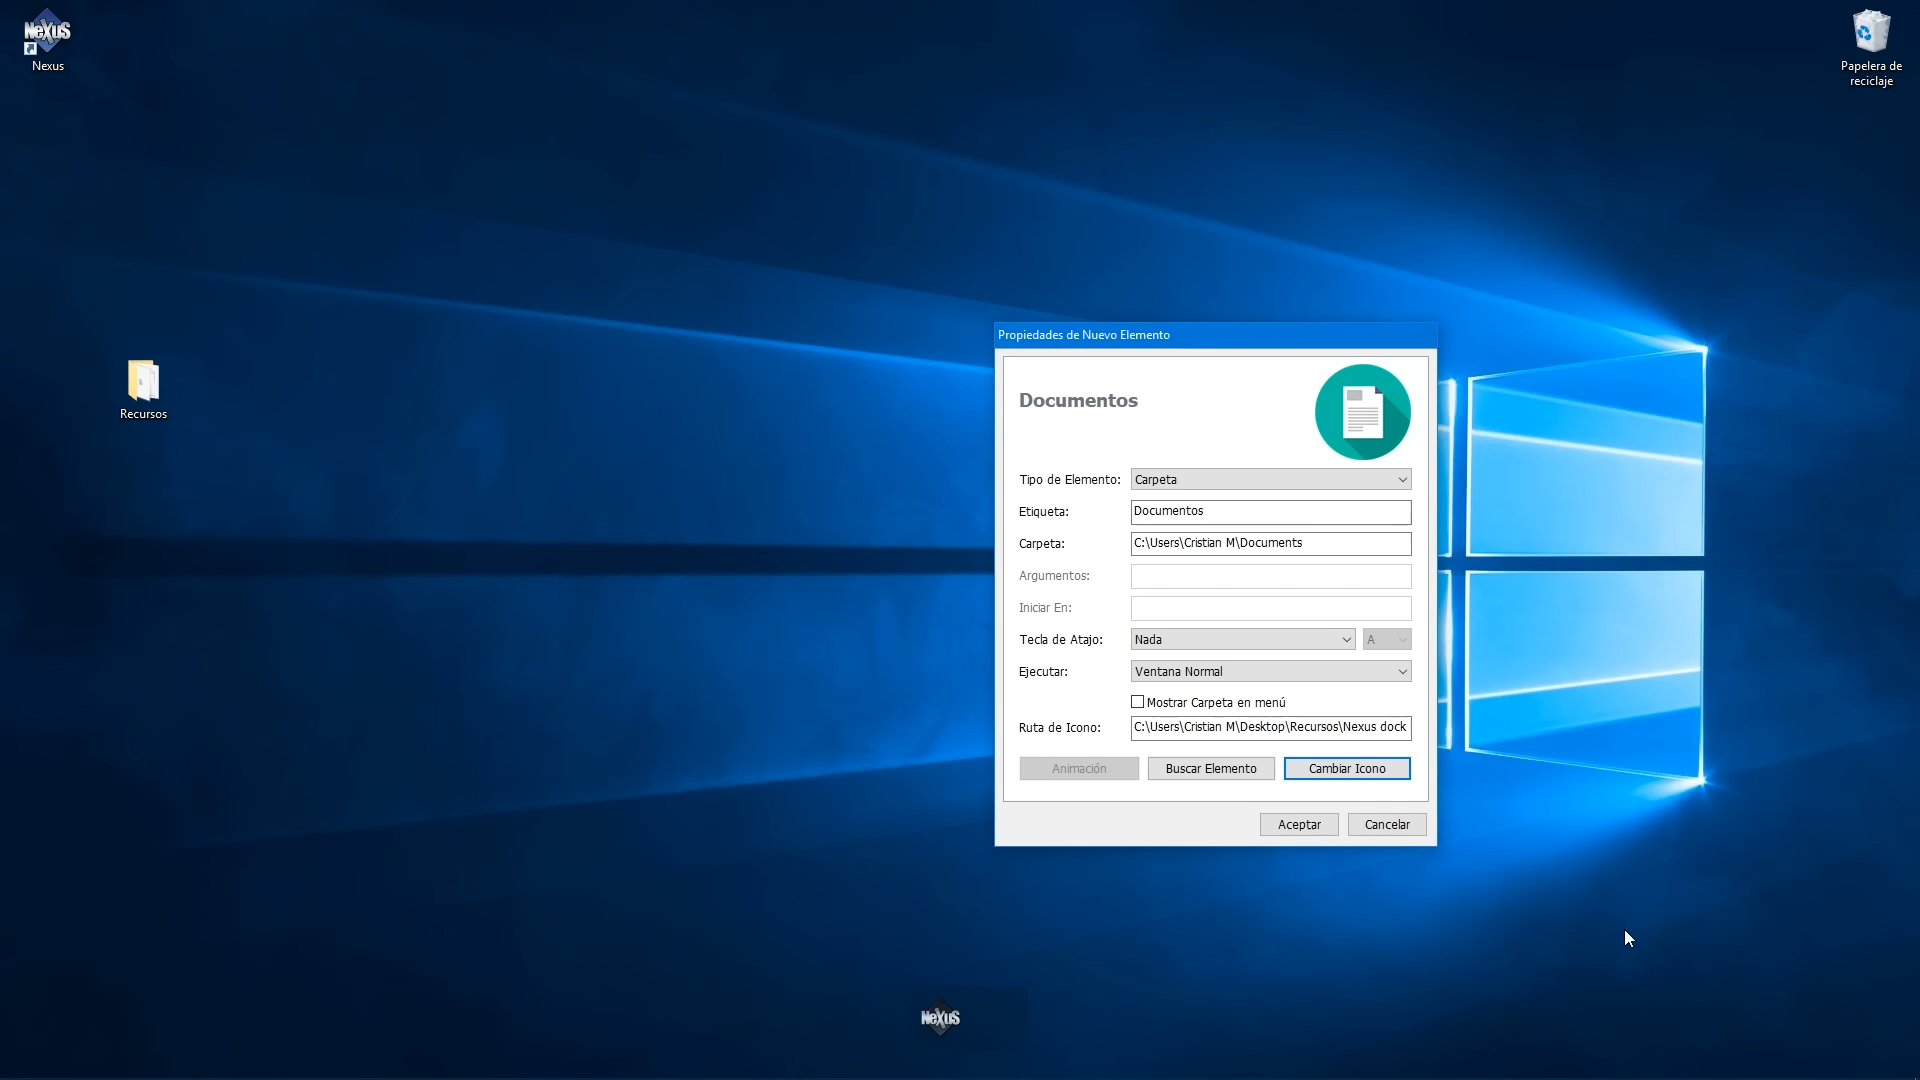 NeXuS
Nexus
Papelera de
reciclaje
Recursos
Propiedades de Nuevo Elemento
Documentos
Tipo de Elemento: Carpeta
Etiqueta: Documentos
Carpeta: C:\Users\Cristian M\Documents
Argumentos:
Iniciar En:
Tecla de Atajo: Nada A
Ejecutar: Ventana Normal
Mostrar Carpeta en menú
Ruta de Icono: C:\Users\Cristian M\Desktop\Recursos\Nexus dock
Animación Buscar Elemento Cambiar Icono
Aceptar Cancelar
NeXuS